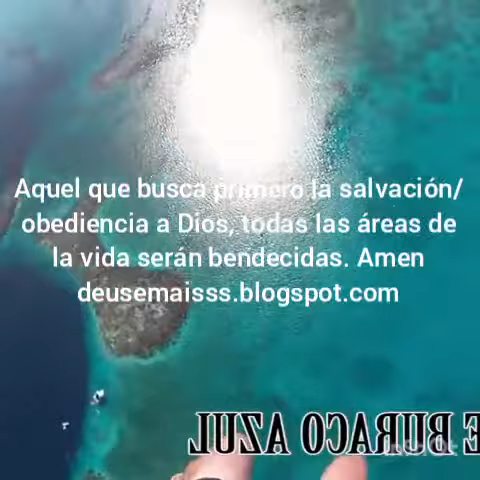 Aquel que busca primero la salvación/
obediencia a Dios, todas las áreas de
la vida serán bendecidas. Amen
deusemaisss.blogspot.com
E BURACO AZUL